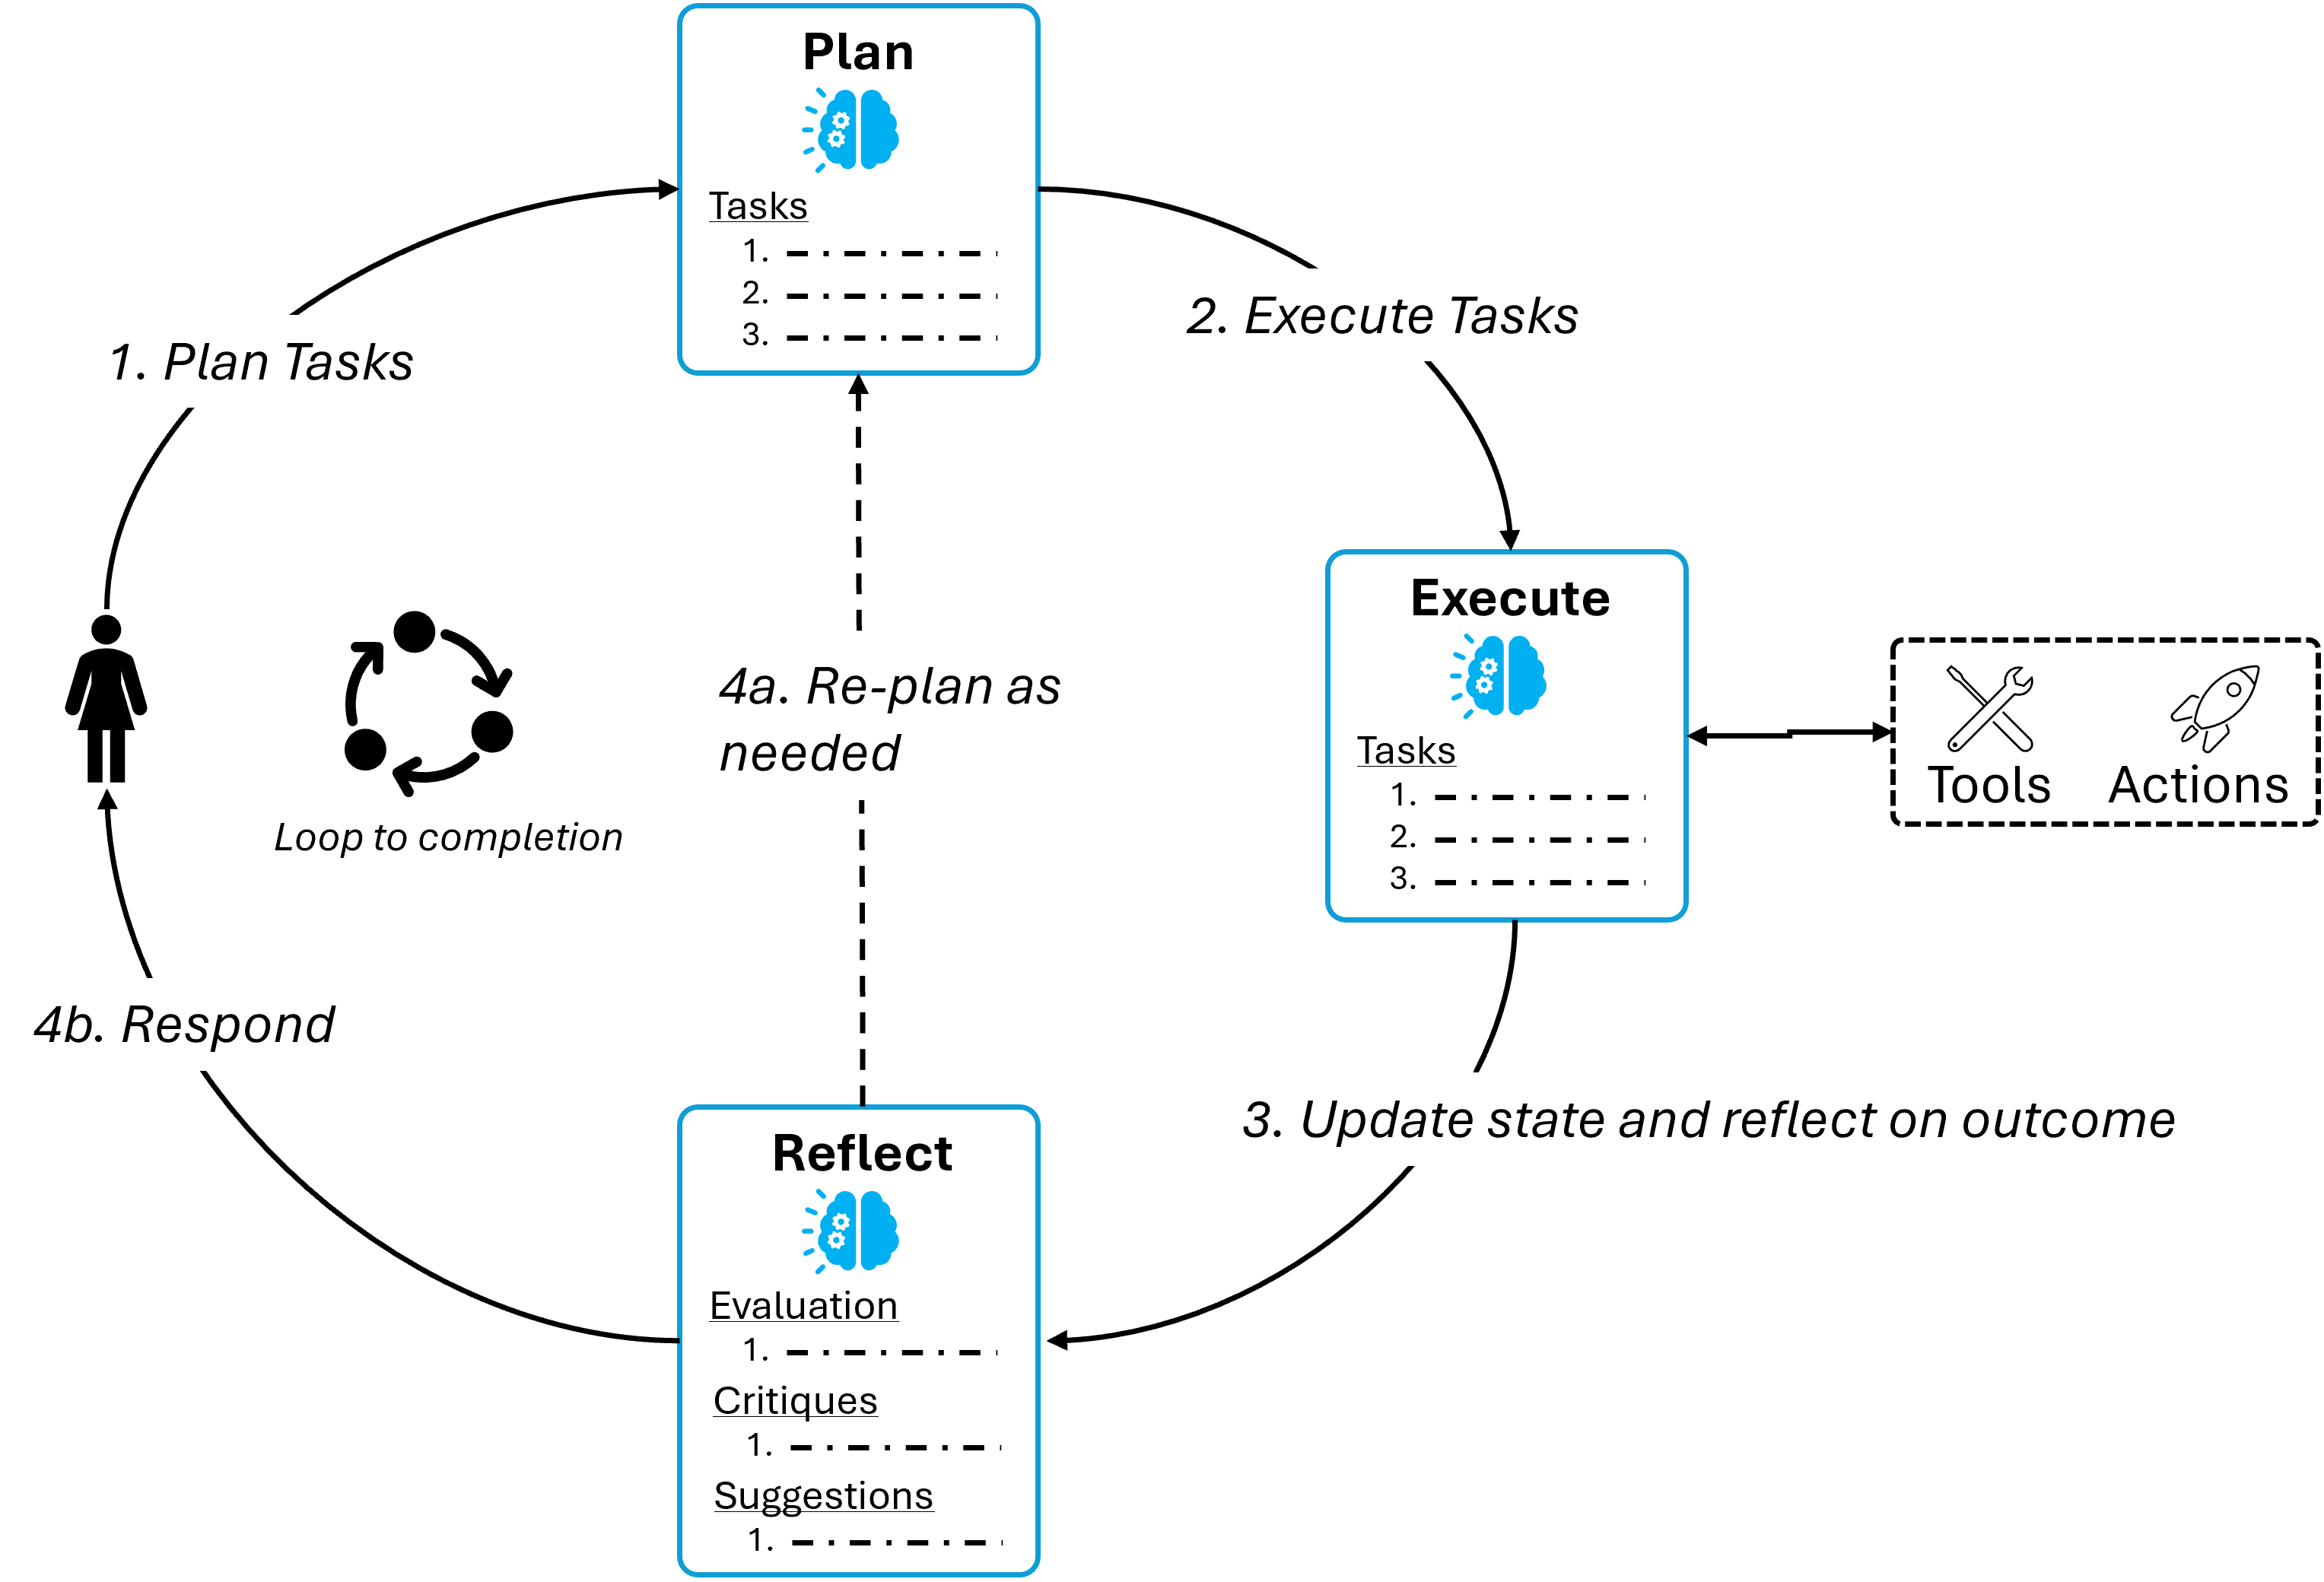 Plan
Tasks
1.
2.
3.
1. Plan Tasks
2. Execute Tasks
Execute
Tasks
1.
2.
3.
Tools
Actions
4a. Re-plan as
needed
Loop to completion
4b. Respond
3. Update state and reflect on outcome
Reflect
Evaluation
1.
Critiques
1.
Suggestions
1.